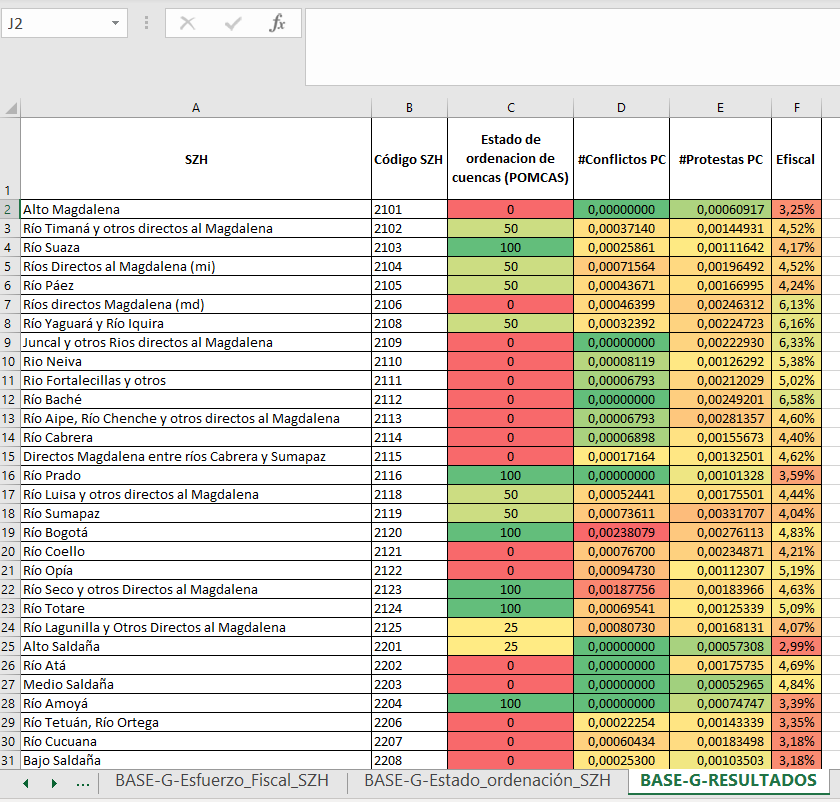 J2
fx
A B C D E F
1 SZH Código SZH Estado de ordenacion de cuencas (POMCAS) #Conflictos PC #Protestas PC Efiscal
2 Alto Magdalena 2101 0 0,00000000 0,00060917 3,25%
3 Río Timaná y otros directos al Magdalena 2102 50 0,00037140 0,00144931 4,52%
4 Río Suaza 2103 100 0,00025861 0,00111642 4,17%
5 Ríos Directos al Magdalena (mi) 2104 50 0,00071564 0,00196492 4,52%
6 Río Páez 2105 50 0,00043671 0,00166995 4,24%
7 Ríos directos Magdalena (md) 2106 0 0,00046399 0,00246312 6,13%
8 Río Yaguará y Río Iquira 2108 50 0,00032392 0,00224723 6,16%
9 Juncal y otros Rios directos al Magdalena 2109 0 0,00000000 0,00222930 6,33%
10 Rio Neiva 2110 0 0,00008119 0,00126292 5,38%
11 Rio Fortalecillas y otros 2111 0 0,00006793 0,00212029 5,02%
12 Río Baché 2112 0 0,00000000 0,00249201 6,58%
13 Río Aipe, Río Chenche y otros directos al Magdalena 2113 0 0,00006793 0,00281357 4,60%
14 Río Cabrera 2114 0 0,00006898 0,00155673 4,40%
15 Directos Magdalena entre ríos Cabrera y Sumapaz 2115 0 0,00017164 0,00132501 4,62%
16 Río Prado 2116 100 0,00000000 0,00101328 3,59%
17 Río Luisa y otros directos al Magdalena 2118 50 0,00052441 0,00175501 4,44%
18 Río Sumapaz 2119 50 0,00073611 0,00331707 4,04%
19 Río Bogotá 2120 100 0,00238079 0,00276113 4,83%
20 Río Coello 2121 0 0,00076700 0,00234871 4,21%
21 Río Opía 2122 0 0,00094730 0,00112307 5,19%
22 Río Seco y otros Directos al Magdalena 2123 100 0,00187756 0,00183966 4,63%
23 Río Totare 2124 100 0,00069541 0,00125339 5,09%
24 Río Lagunilla y Otros Directos al Magdalena 2125 25 0,00080730 0,00168131 4,07%
25 Alto Saldaña 2201 25 0,00000000 0,00057308 2,99%
26 Río Atá 2202 0 0,00000000 0,00175735 4,69%
27 Medio Saldaña 2203 0 0,00000000 0,00052965 4,84%
28 Río Amoyá 2204 100 0,00000000 0,00074747 3,39%
29 Río Tetuán, Río Ortega 2206 0 0,00022254 0,00143339 3,35%
30 Río Cucuana 2207 0 0,00060434 0,00183498 3,18%
31 Bajo Saldaña 2208 0 0,00025300 0,00103503 3,18%
... BASE-G-Esfuerzo_Fiscal_SZH BASE-G-Estado_ordenación_SZH BASE-G-RESULTADOS